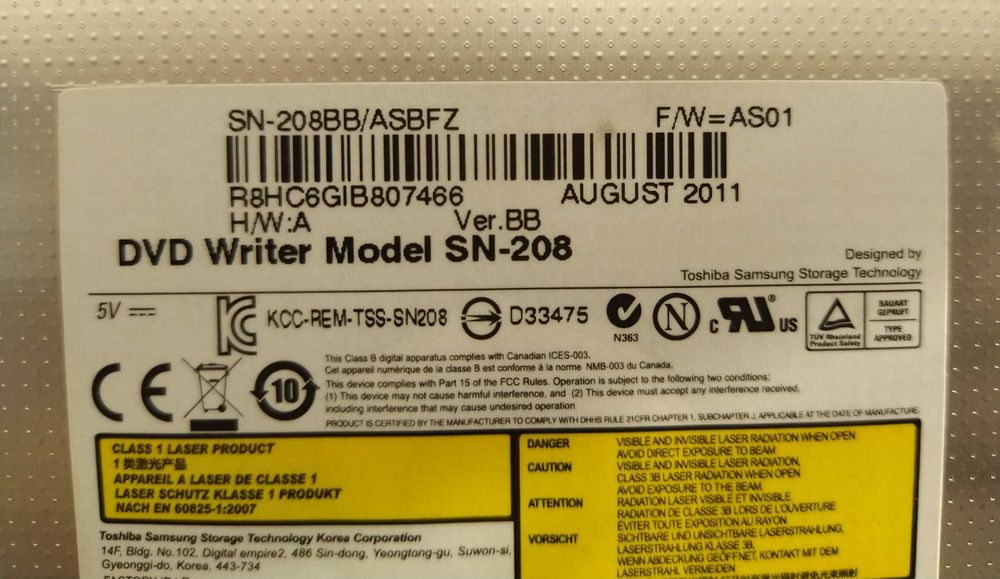 SN-208BB/ASBFZ F/W=AS01
R8HC6GIB807466 AUGUST 2011
H/W:A Ver.BB
DVD Writer Model SN-208
Designed by
Toshiba Samsung Storage Technology
5V KCC-REM-TSS-SN208 D33475 N363 N c RU US TÜV Rheinland Product Safety BAUART GEPRÜFT TYPE APPROVED
CE 10
This Class B digital apparatus complies with Canadian ICES-003.
Cet appareil numérique de la classe B est conforme à la norme NMB-003 du Canada.
This device complies with Part 15 of the FCC Rules. Operation is subject to the following two conditions:
(1) This device may not cause harmful interference, and (2) This device must accept any interference received,
including interference that may cause undesired operation
PRODUCT IS CERTIFIED BY THE MANUFACTURER TO COMPLY WITH DHHS RULE 21CFR CHAPTER 1, SUBCHAPTER J, APPLICABLE AT THE DATE OF MANUFACTURE.
CLASS 1 LASER PRODUCT
1类激光产品
APPAREIL A LASER DE CLASSE 1
LASER SCHUTZ KLASSE 1 PRODUKT
NACH EN 60825-1:2007
DANGER VISIBLE AND INVISIBLE LASER RADIATION WHEN OPEN
AVOID DIRECT EXPOSURE TO BEAM
CAUTION VISIBLE AND INVISIBLE LASER RADIATION,
CLASS 3B LASER RADIATION WHEN OPEN
AVOID EXPOSURE TO THE BEAM.
ATTENTION RADIATION LASER VISIBLE ET INVISIBLE.
RADIATION DE CLASSE 3B LORS DE L'OUVERTURE
ÉVITER TOUTE EXPOSITION AU RAYON
VORSICHT SICHTBARE UND UNSICHTBARE LASERSTRAHLUNG.
LASERSTRAHLUNG KLASSE 3B,
WENN ABDECKUNG GEÖFFNET, KONTAKT MIT DEM
LASERSTRAHL VERMEIDEN
Toshiba Samsung Storage Technology Korea Corporation
14F, Bldg. No.102, Digital empire2, 486 Sin-dong, Yeongtong-gu, Suwon-si,
Gyeonggi-do, Korea, 443-734